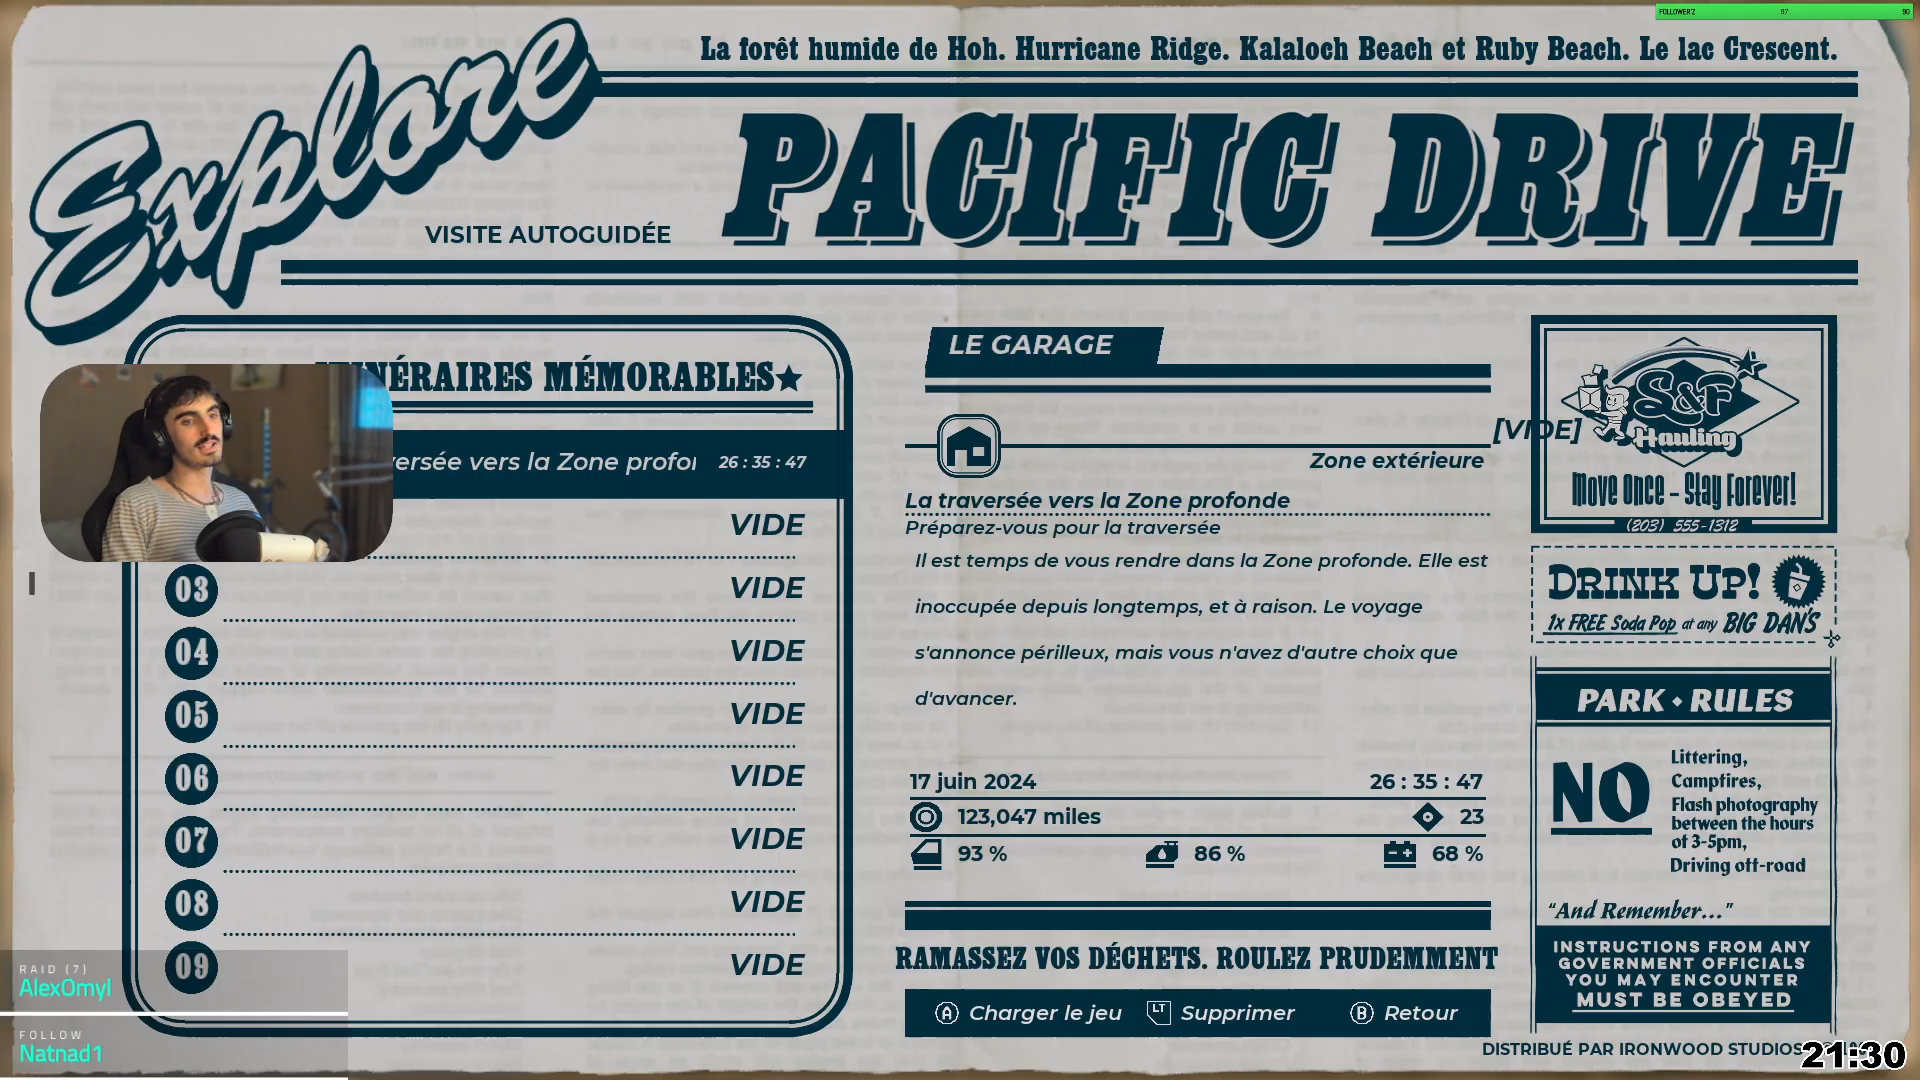 FOLLOWER'Z 57 90
La forêt humide de Hoh. Hurricane Ridge. Kalaloch Beach et Ruby Beach. Le lac Crescent.
Explore
PACIFIC DRIVE
VISITE AUTOGUIDÉE
NÉRAIRES MÉMORABLES★
ersée vers la Zone profo 26 : 35 : 47
VIDE
03 VIDE
04 VIDE
05 VIDE
06 VIDE
07 VIDE
08 VIDE
09 VIDE
LE GARAGE
[VIDE]
Zone extérieure
La traversée vers la Zone profonde
Préparez-vous pour la traversée
Il est temps de vous rendre dans la Zone profonde. Elle est
inoccupée depuis longtemps, et à raison. Le voyage
s'annonce périlleux, mais vous n'avez d'autre choix que
d'avancer.
17 juin 2024 26 : 35 : 47
123,047 miles 23
93 % 86 % 68 %
RAMASSEZ VOS DÉCHETS. ROULEZ PRUDEMMENT
A Charger le jeu LT Supprimer B Retour
S&F
Hauling
Move Once - Stay Forever!
(203) 555-1312
DRINK UP!
1x FREE Soda Pop at any BIG DAN'S
PARK • RULES
NO
Littering,
Campfires,
Flash photography
between the hours
of 3-5pm,
Driving off-road
"And Remember..."
INSTRUCTIONS FROM ANY
GOVERNMENT OFFICIALS
YOU MAY ENCOUNTER
MUST BE OBEYED
DISTRIBUÉ PAR IRONWOOD STUDIOS
21:30
RAID (7)
AlexOmyl
FOLLOW
Natnad1